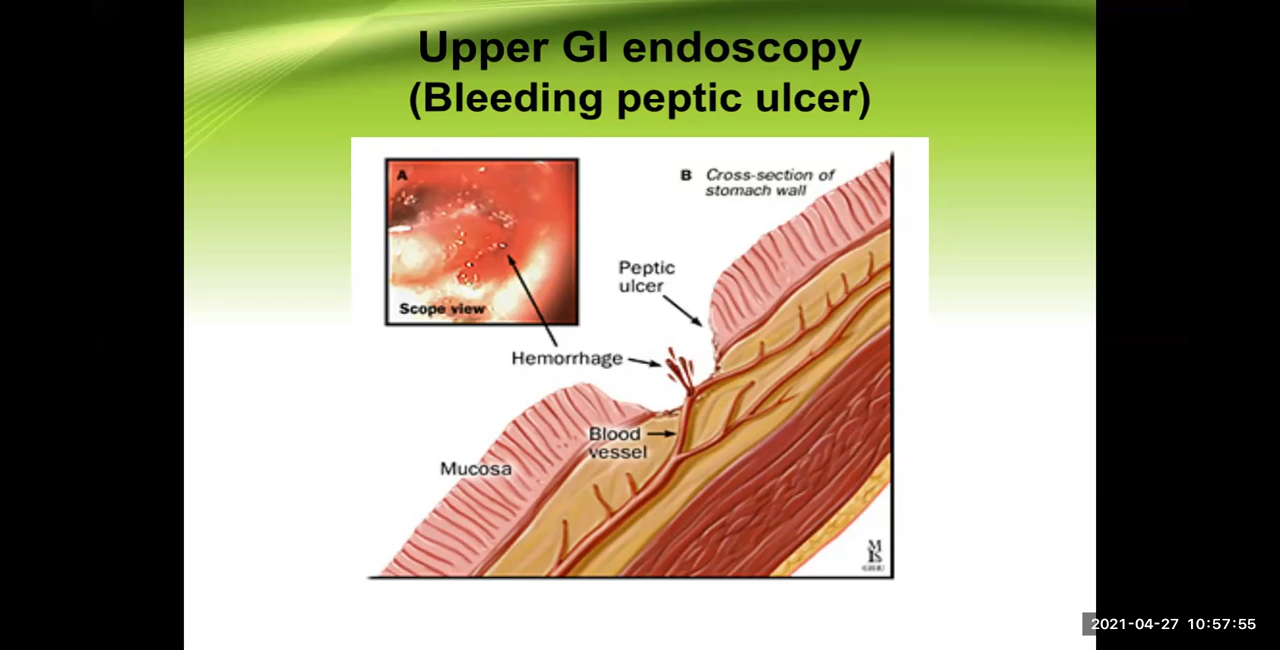 Upper GI endoscopy
(Bleeding peptic ulcer)
A
Scope view
B Cross-section of
stomach wall
Peptic
ulcer
Hemorrhage
Blood
vessel
Mucosa
2021-04-27 10:57:55